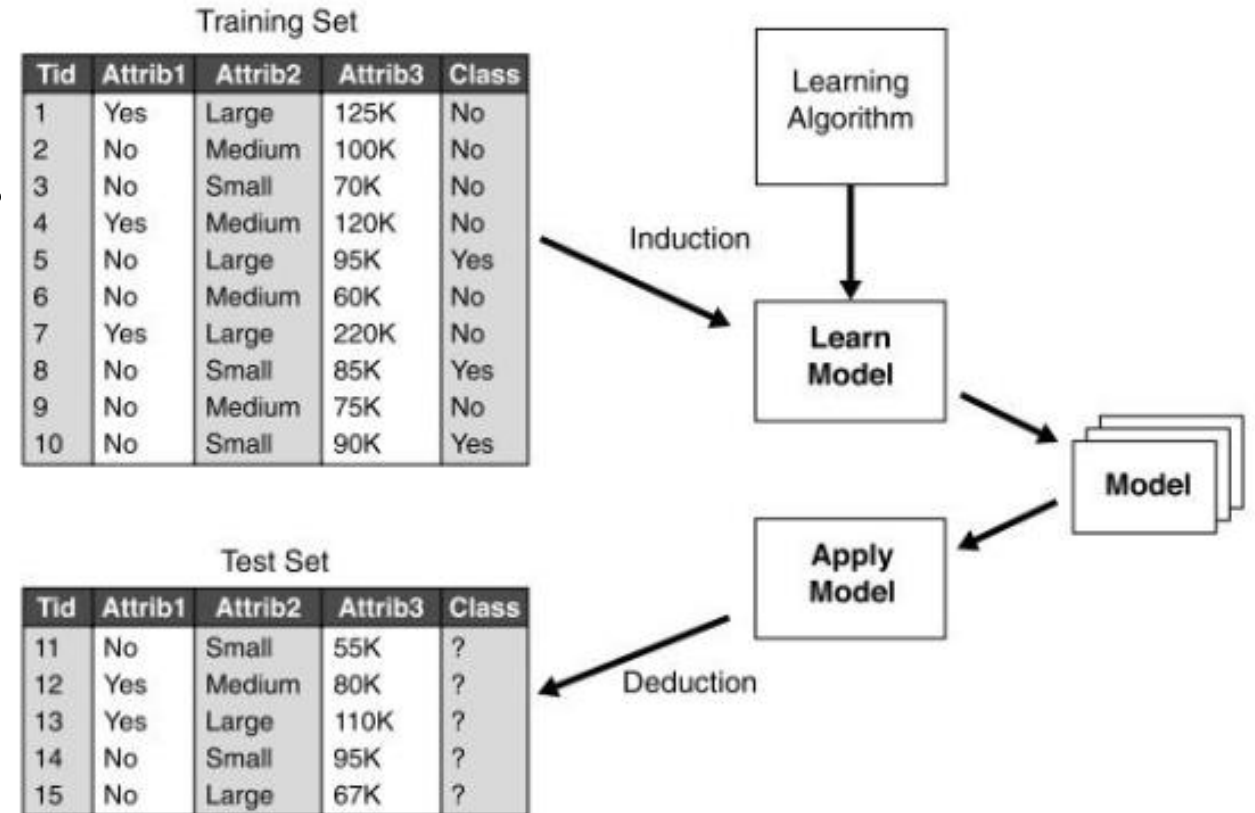 Training Set
Tid Attrib1 Attrib2 Attrib3 Class
1 Yes Large 125K No
2 No Medium 100K No
3 No Small 70K No
4 Yes Medium 120K No
5 No Large 95K Yes
6 No Medium 60K No
7 Yes Large 220K No
8 No Small 85K Yes
9 No Medium 75K No
10 No Small 90K Yes
Learning
Algorithm
Induction
Learn
Model
Model
Apply
Model
Deduction
Test Set
Tid Attrib1 Attrib2 Attrib3 Class
11 No Small 55K ?
12 Yes Medium 80K ?
13 Yes Large 110K ?
14 No Small 95K ?
15 No Large 67K ?